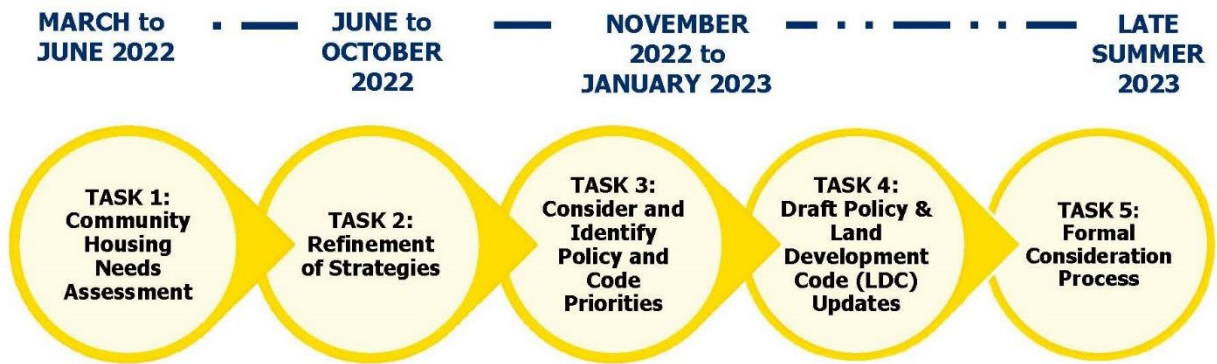 MARCH to
JUNE 2022
JUNE to
OCTOBER
2022
NOVEMBER
2022 to
JANUARY 2023
LATE
SUMMER
2023
TASK 1:
Community
Housing
Needs
Assessment
TASK 2:
Refinement
of Strategies
TASK 3:
Consider and
Identify
Policy and
Code
Priorities
TASK 4:
Draft Policy &
Land
Development
Code (LDC)
Updates
TASK 5:
Formal
Consideration
Process